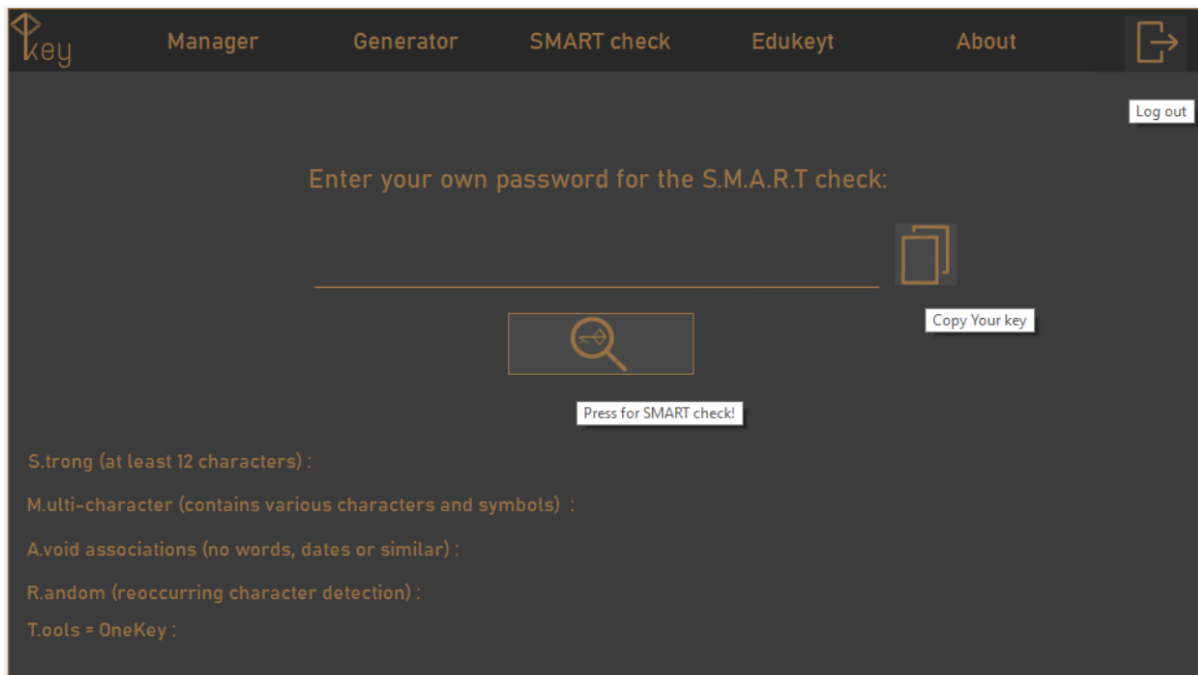 key
Manager Generator SMART check Edukeyt About
Log out
Enter your own password for the S.M.A.R.T check:
Copy Your key
Press for SMART check!
S.trong (at least 12 characters) :
M.ulti-character (contains various characters and symbols) :
A.void associations (no words, dates or similar) :
R.andom (reoccurring character detection) :
T.ools = OneKey :